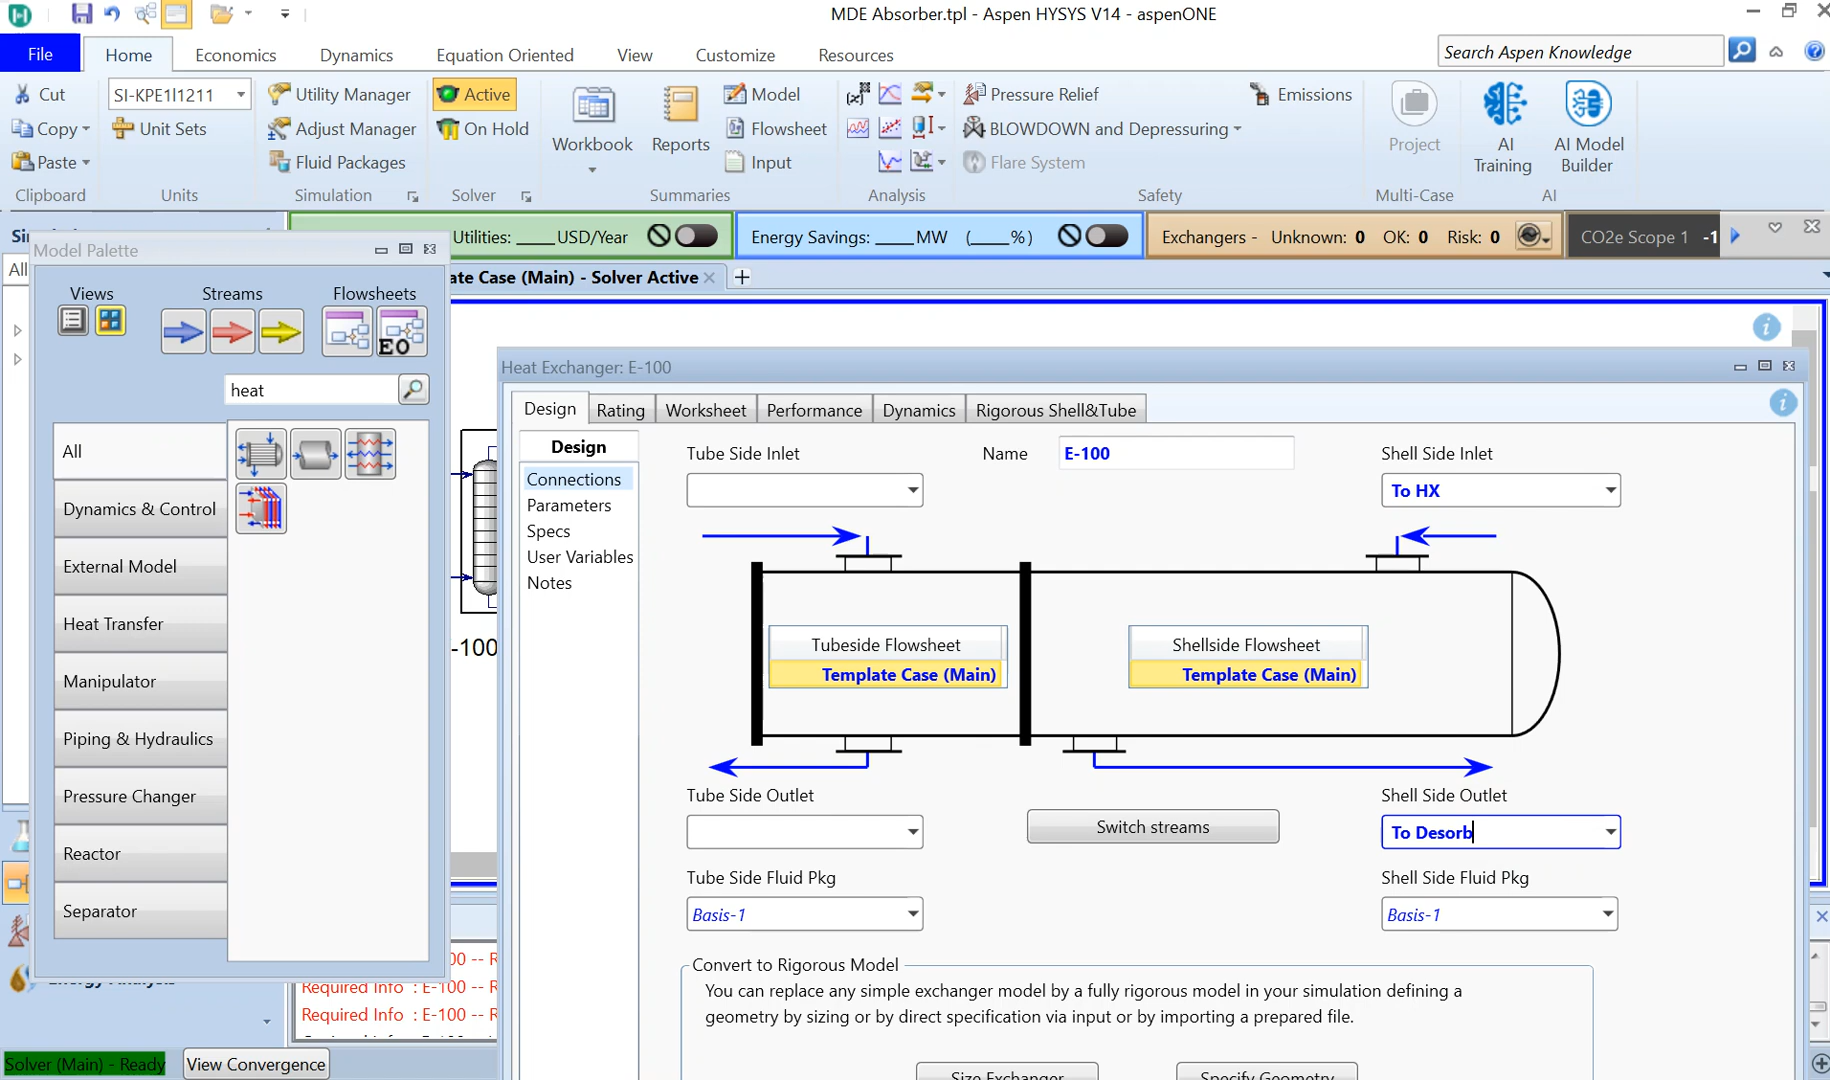 MDE Absorber.tpl - Aspen HYSYS V14 - aspenONE
File Home Economics Dynamics Equation Oriented View Customize Resources Search Aspen Knowledge
Cut SI-KPE1l1211 Utility Manager Active Model Pressure Relief Emissions
Copy Unit Sets Adjust Manager On Hold Workbook Reports Flowsheet BLOWDOWN and Depressuring Project AI Training AI Model Builder
Paste Fluid Packages Input Flare System
Clipboard Units Simulation Solver Summaries Analysis Safety Multi-Case AI
Utilities: ____ USD/Year Energy Savings: ____ MW (____ %) Exchangers - Unknown: 0 OK: 0 Risk: 0 CO2e Scope 1 -1
Model Palette
All
ate Case (Main) - Solver Active
Views Streams Flowsheets
EO
heat
All
Dynamics & Control
External Model
Heat Transfer
Manipulator
Piping & Hydraulics
Pressure Changer
Reactor
Separator
-100
Heat Exchanger: E-100
Design Rating Worksheet Performance Dynamics Rigorous Shell&Tube
Design
Connections
Parameters
Specs
User Variables
Notes
Tube Side Inlet Name E-100 Shell Side Inlet
To HX
Tubeside Flowsheet Shellside Flowsheet
Template Case (Main) Template Case (Main)
Tube Side Outlet Shell Side Outlet
Switch streams To Desorb
Tube Side Fluid Pkg Shell Side Fluid Pkg
Basis-1 Basis-1
Convert to Rigorous Model
You can replace any simple exchanger model by a fully rigorous model in your simulation defining a
geometry by sizing or by direct specification via input or by importing a prepared file.
Size Exchanger Specify Geometry
00 -- R
Required Info : E-100 -- R
Required Info : E-100 -- R
Solver (Main) - Ready View Convergence